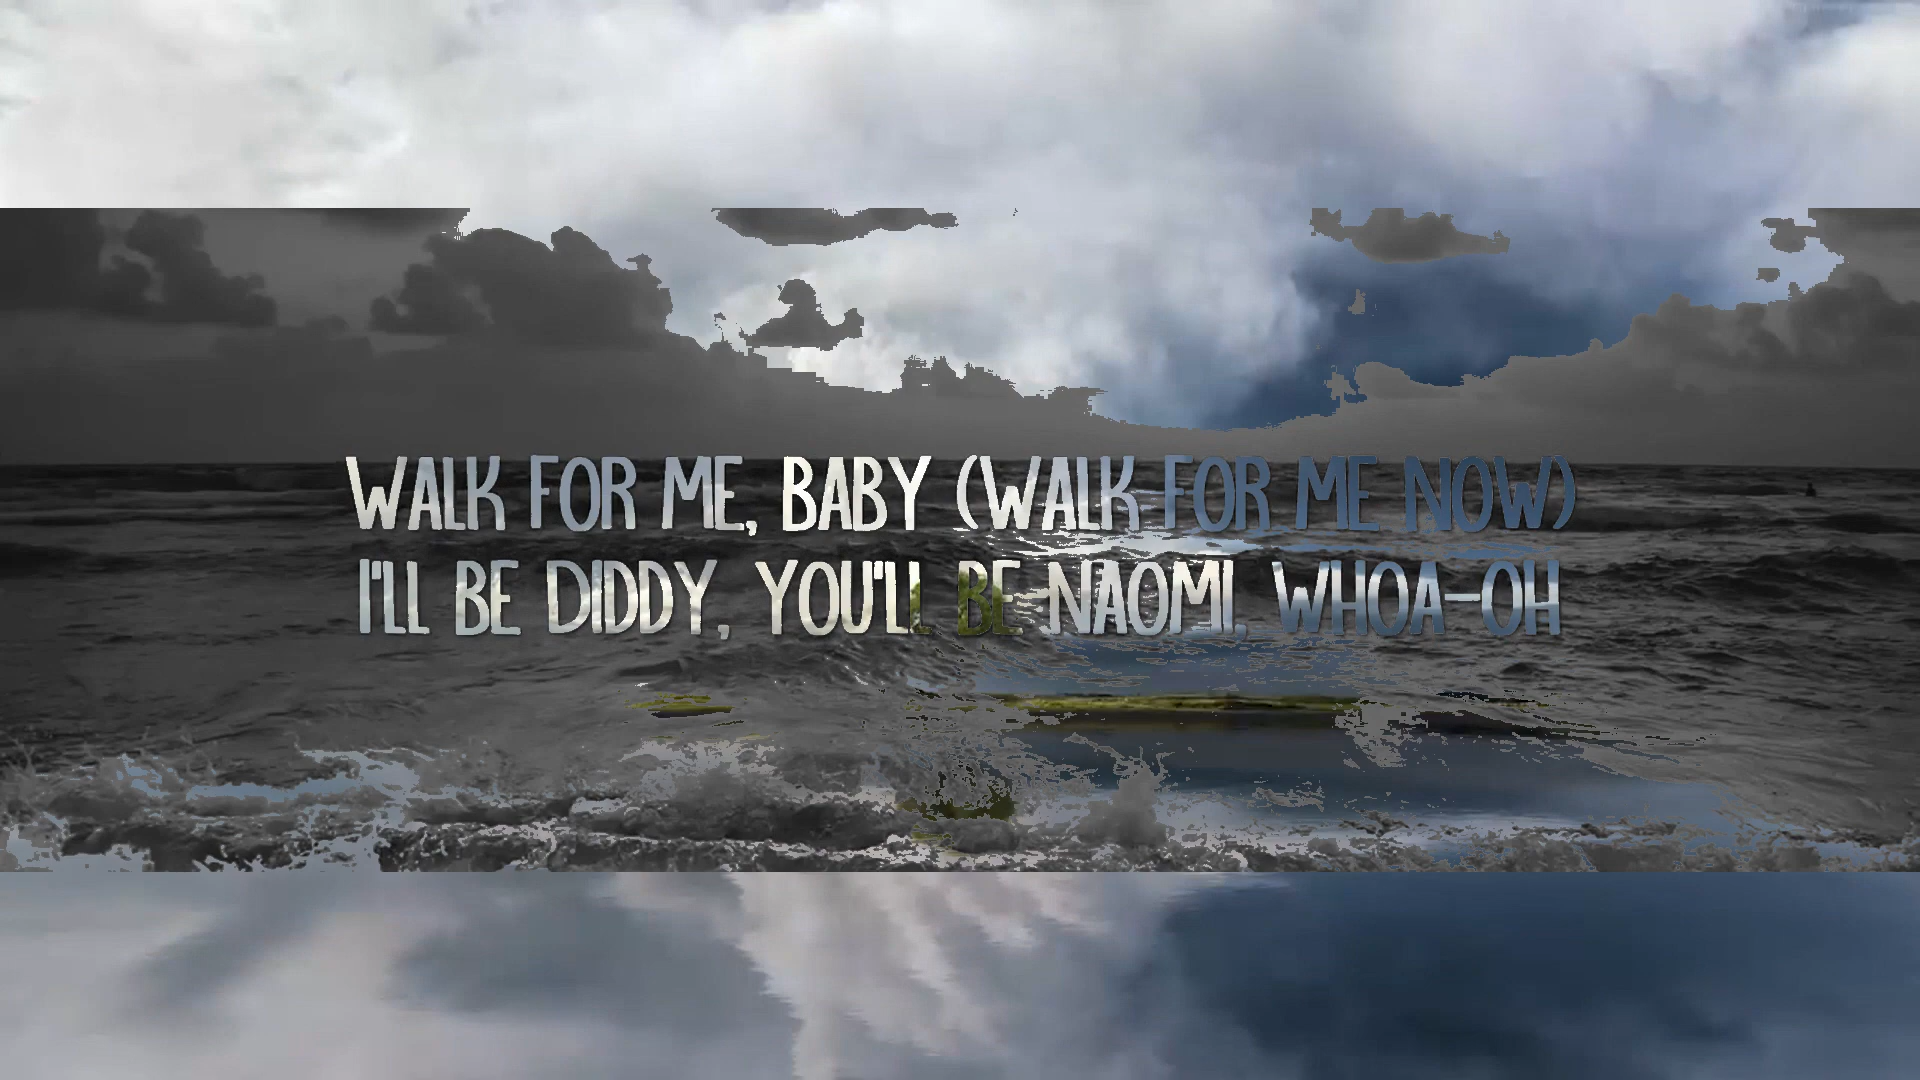 WALK FOR ME, BABY (WALK FOR ME NOW)
I'LL BE DIDDY, YOU'LL BE NAOMI, WHOA-OH